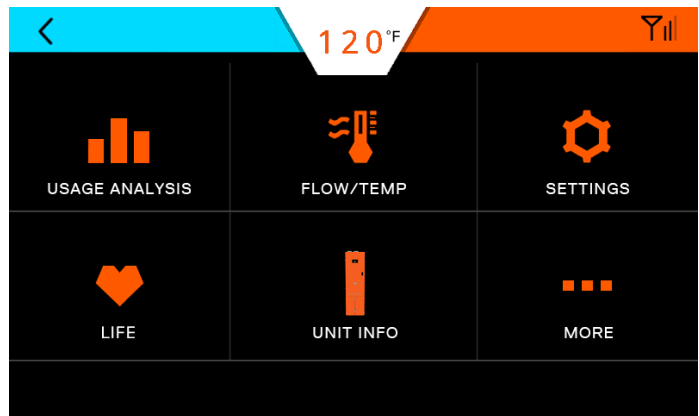 120°F
USAGE ANALYSIS
FLOW/TEMP
SETTINGS
LIFE
UNIT INFO
MORE